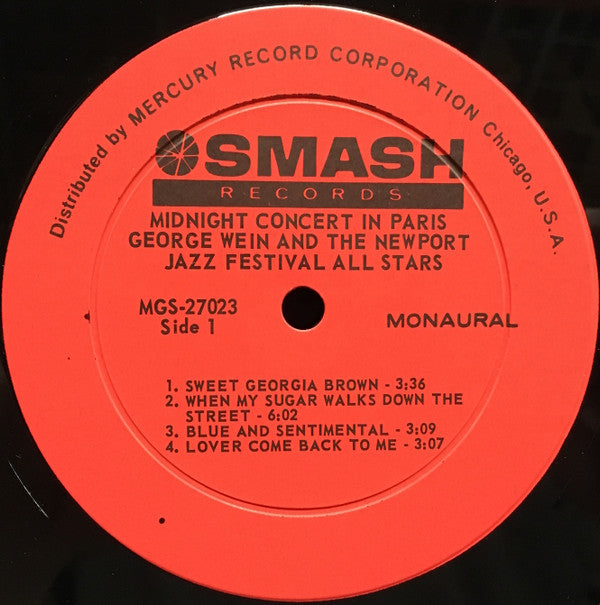 Distributed by MERCURY RECORD CORPORATION Chicago, U.S.A.
SMASH
RECORDS
MIDNIGHT CONCERT IN PARIS
GEORGE WEIN AND THE NEWPORT
JAZZ FESTIVAL ALL STARS
MGS-27023
Side 1
MONAURAL
1. SWEET GEORGIA BROWN - 3:36
2. WHEN MY SUGAR WALKS DOWN THE
STREET - 6:02
3. BLUE AND SENTIMENTAL - 3:09
4. LOVER COME BACK TO ME - 3:07